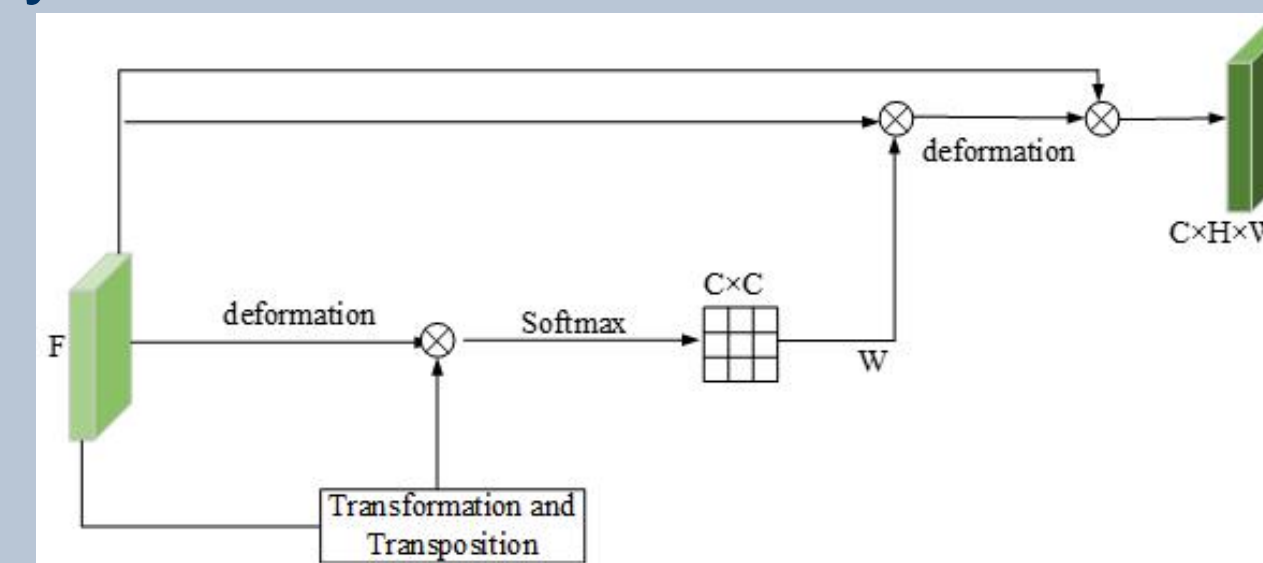 deformation
C×H×W
C×C
deformation
Softmax
F
W
Transformation and
Transposition